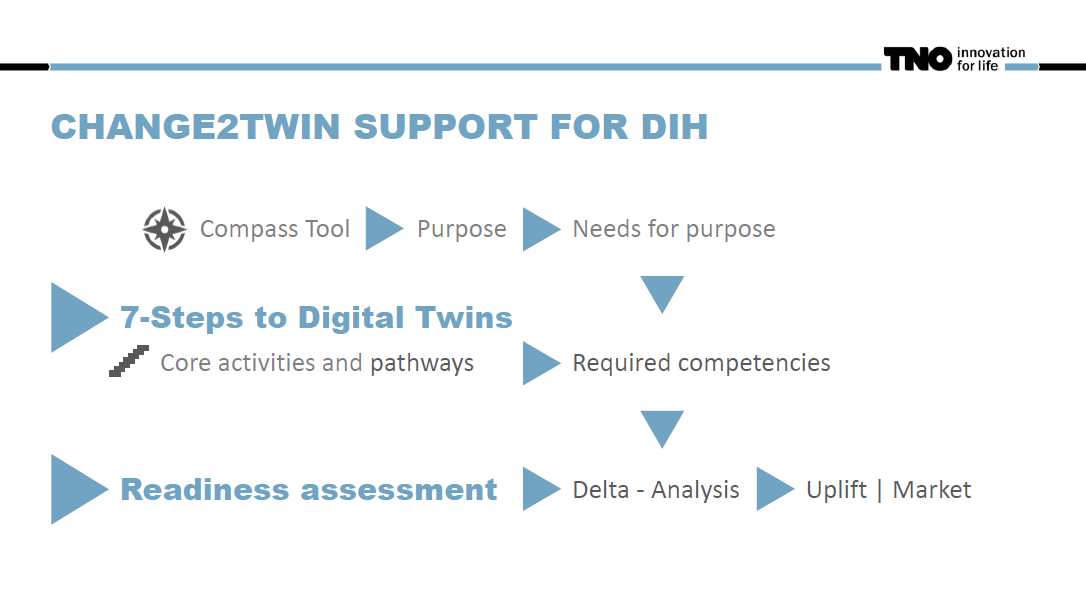 TNO innovation
for life
CHANGE2TWIN SUPPORT FOR DIH
Compass Tool Purpose Needs for purpose
7-Steps to Digital Twins
Core activities and pathways Required competencies
Readiness assessment Delta - Analysis Uplift | Market